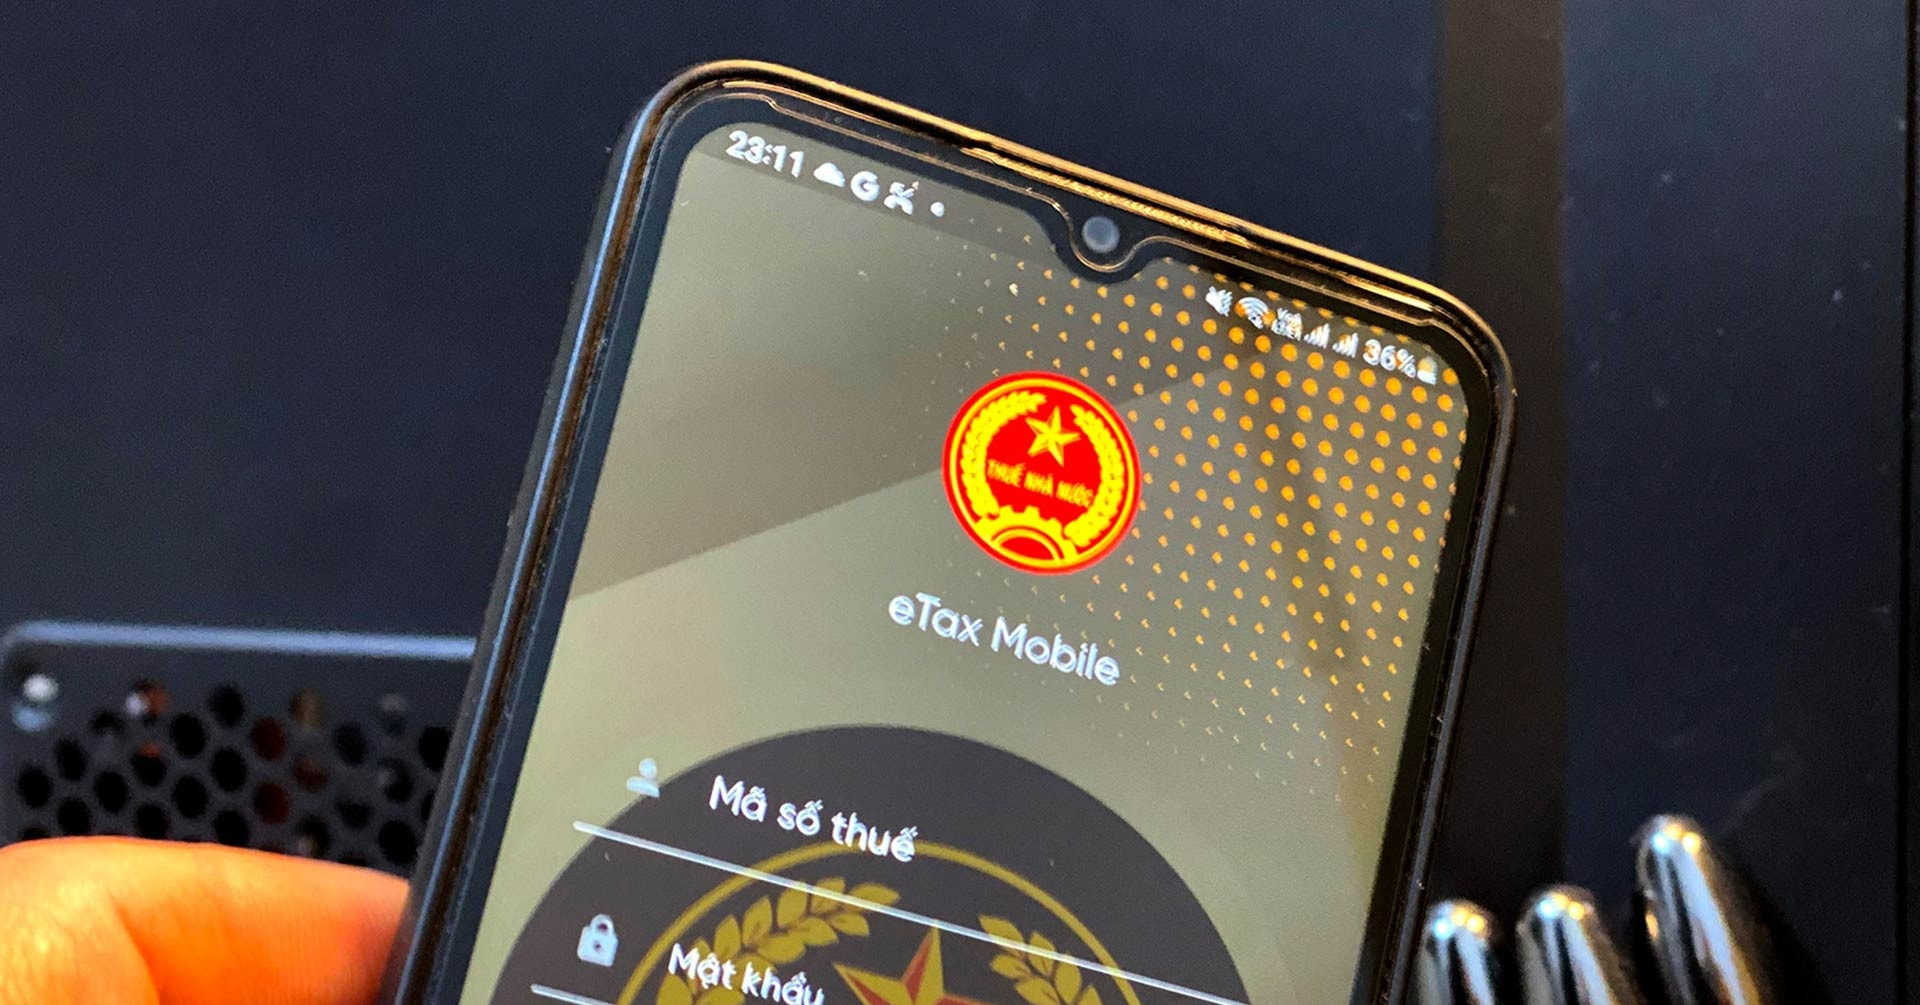 23:11
36%
THUẾ NHÀ NƯỚC
eTax Mobile
Mã số thuế
Mật khẩu